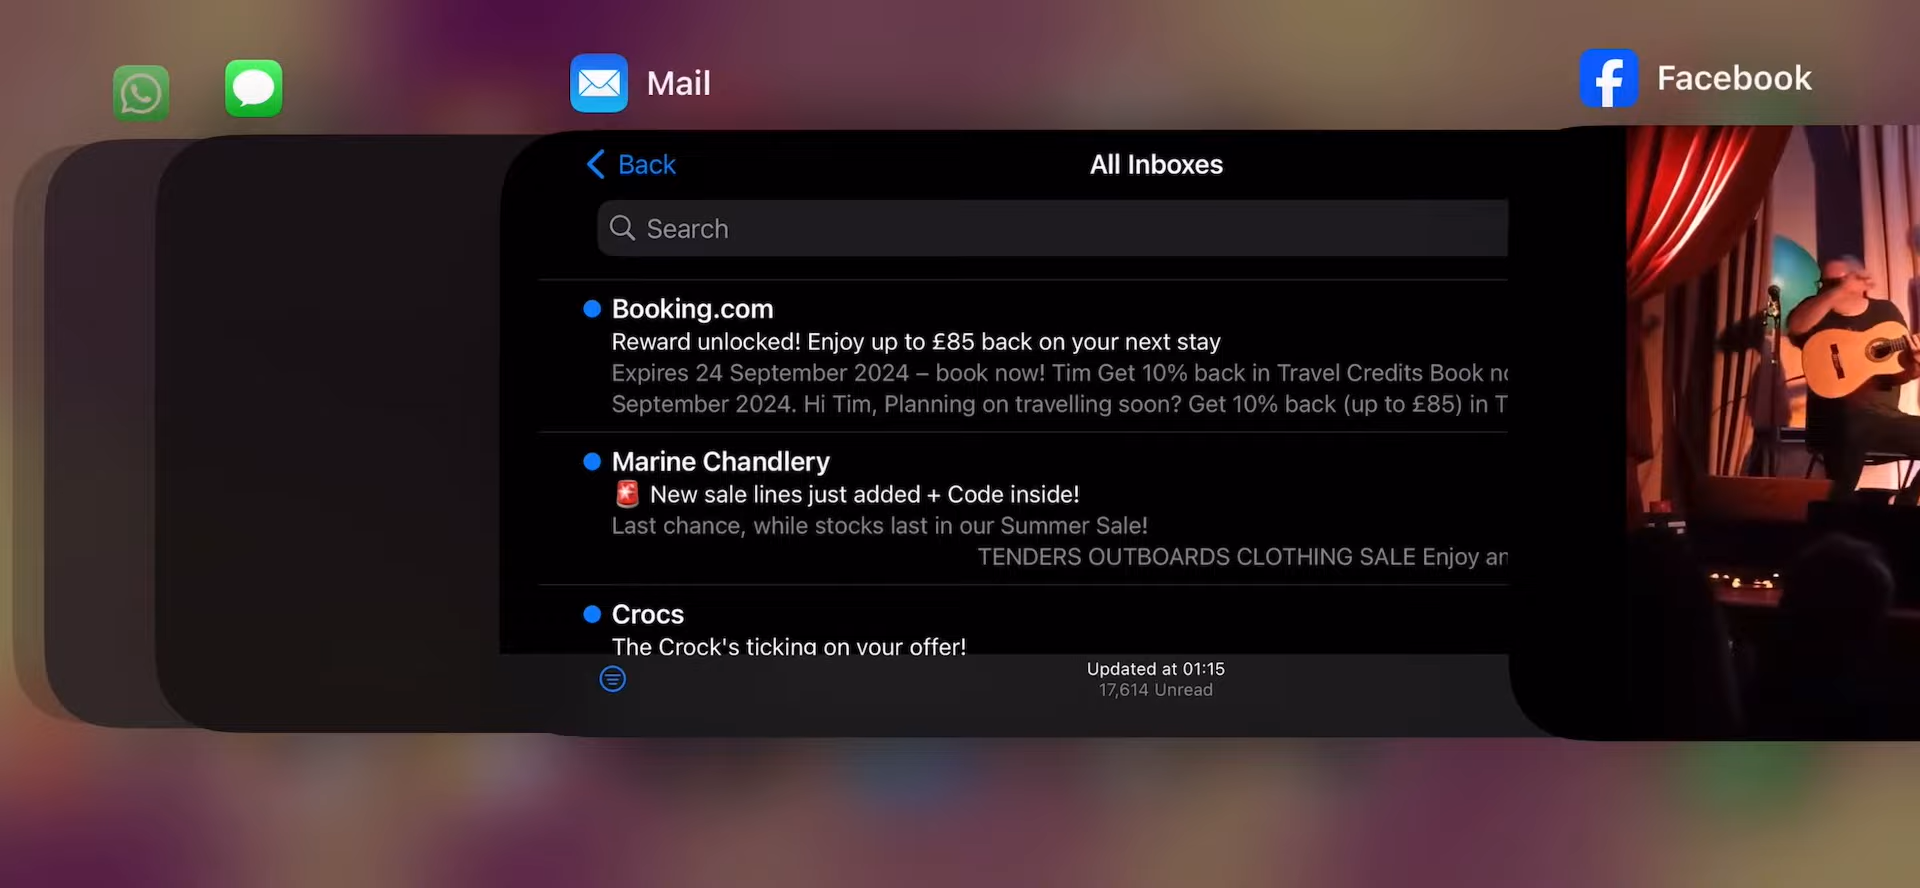 Mail
Facebook
Back
All Inboxes
Search
Booking.com
Reward unlocked! Enjoy up to £85 back on your next stay
Expires 24 September 2024 – book now! Tim Get 10% back in Travel Credits Book
September 2024. Hi Tim, Planning on travelling soon? Get 10% back (up to £85) in T
Marine Chandlery
🚨 New sale lines just added + Code inside!
Last chance, while stocks last in our Summer Sale!
TENDERS OUTBOARDS CLOTHING SALE Enjoy an
Crocs
The Crock's ticking on your offer!
Updated at 01:15
17,614 Unread